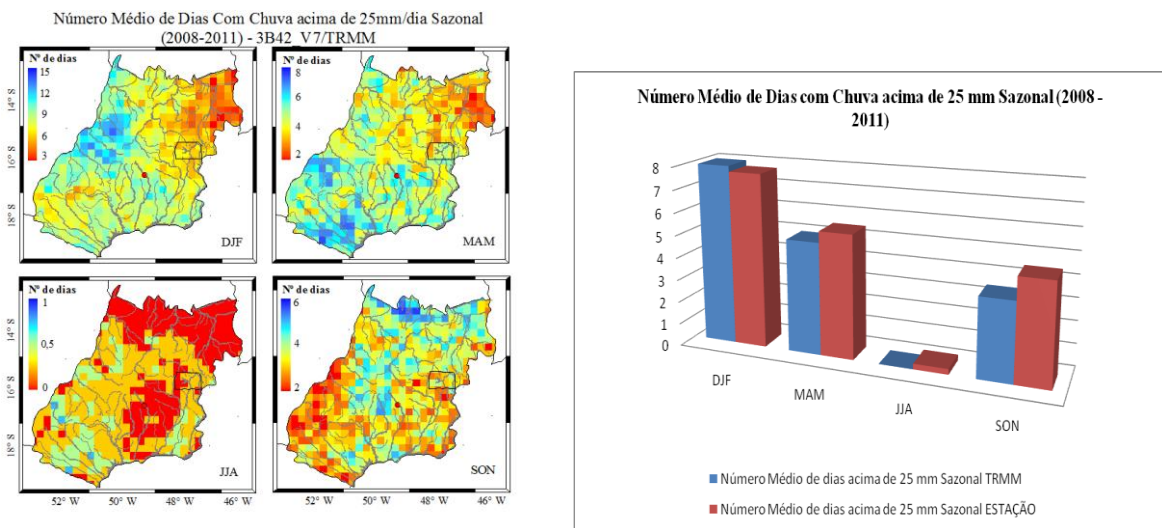 Número Médio de Dias Com Chuva acima de 25mm/dia Sazonal
(2008-2011) - 3B42_V7/TRMM
Nº de dias
15
12
9
6
3
14° S
16° S
18° S
DJF
Nº de dias
8
6
4
2
MAM
Nº de dias
1
0,5
0
14° S
16° S
18° S
JJA
52° W
50° W
48° W
46° W
Nº de dias
6
4
2
SON
52° W
50° W
48° W
46° W
Número Médio de Dias com Chuva acima de 25 mm Sazonal (2008 -
2011)
8
7
6
5
4
3
2
1
0
DJF
MAM
JJA
SON
Número Médio de dias acima de 25 mm Sazonal TRMM
Número Médio de dias acima de 25 mm Sazonal ESTAÇÃO